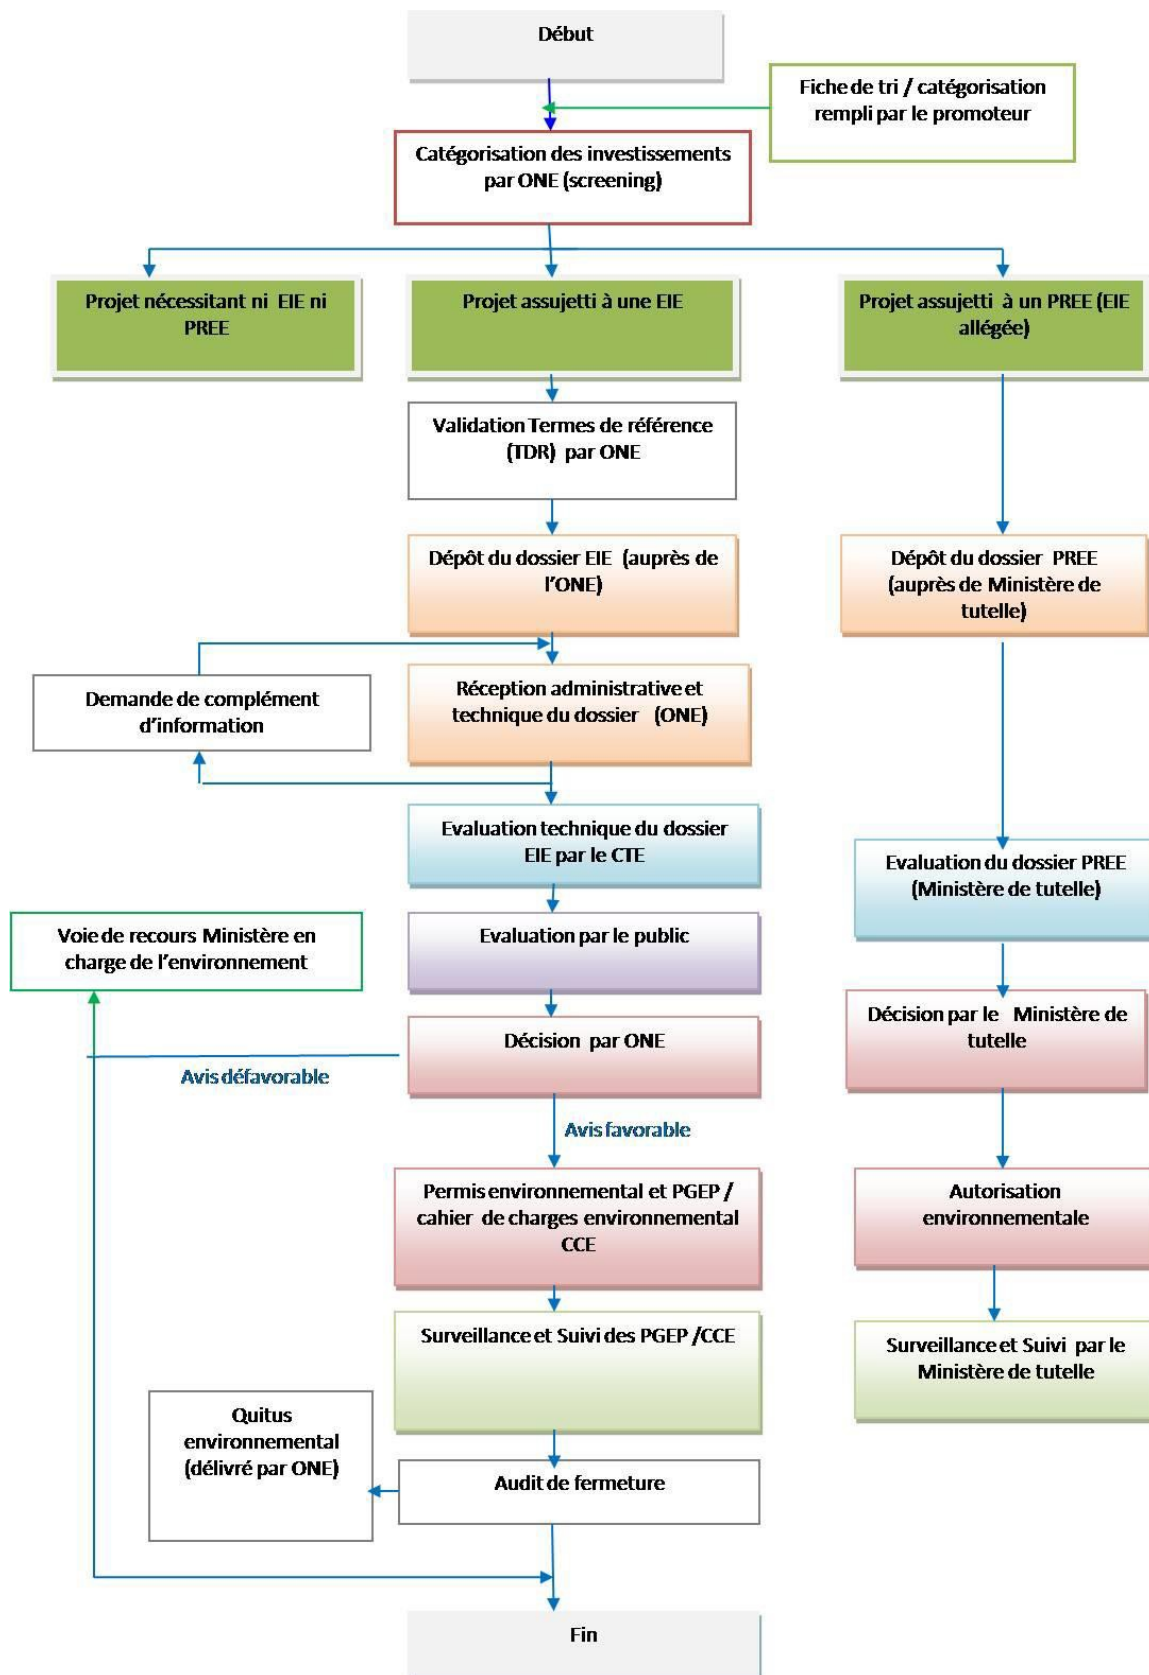 Début
Fiche de tri / catégorisation
rempli par le promoteur
Catégorisation des investissements
par ONE (screening)
Projet nécessitant ni EIE ni
PREE
Projet assujetti à une EIE
Projet assujetti à un PREE (EIE
allégée)
Validation Termes de référence
(TDR) par ONE
Dépôt du dossier EIE (auprès de
l'ONE)
Dépôt du dossier PREE
(auprès de Ministère de
tutelle)
Demande de complément
d'information
Réception administrative et
technique du dossier (ONE)
Evaluation technique du dossier
EIE par le CTE
Evaluation du dossier PREE
(Ministère de tutelle)
Voie de recours Ministère en
charge de l'environnement
Evaluation par le public
Décision par ONE
Décision par le Ministère de
tutelle
Avis défavorable
Avis favorable
Permis environnemental et PGEP /
cahier de charges environnemental
CCE
Autorisation
environnementale
Surveillance et Suivi des PGEP /CCE
Surveillance et Suivi par le
Ministère de tutelle
Quitus
environnemental
(délivré par ONE)
Audit de fermeture
Fin